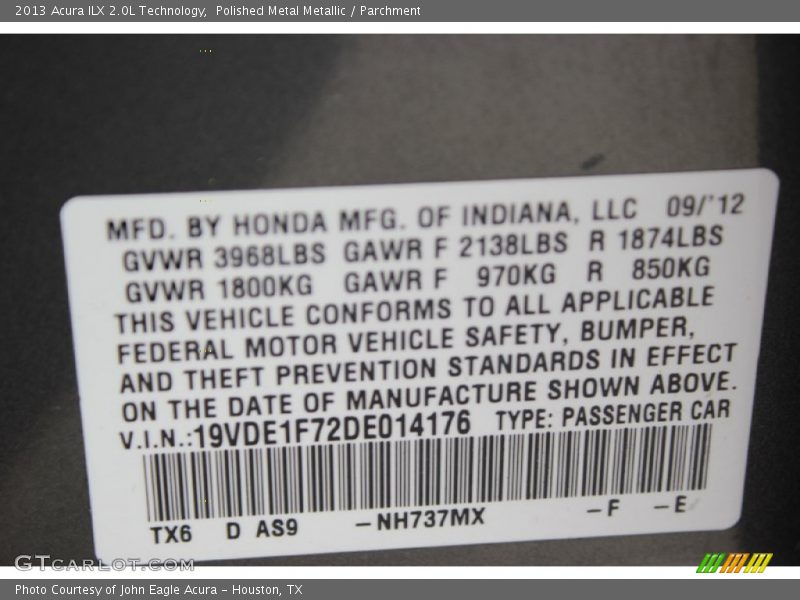 2013 Acura ILX 2.0L Technology,  Polished Metal Metallic / Parchment
MFD. BY HONDA MFG. OF INDIANA, LLC 09/'12
GVWR 3968LBS GAWR F 2138LBS R 1874LBS
GVWR 1800KG GAWR F 970KG R 850KG
THIS VEHICLE CONFORMS TO ALL APPLICABLE
FEDERAL MOTOR VEHICLE SAFETY, BUMPER,
AND THEFT PREVENTION STANDARDS IN EFFECT
ON THE DATE OF MANUFACTURE SHOWN ABOVE.
V.I.N.:19VDE1F72DE014176 TYPE: PASSENGER CAR
TX6 D AS9 –NH737MX –F –E
GTCARLOT.COM
Photo Courtesy of John Eagle Acura – Houston, TX